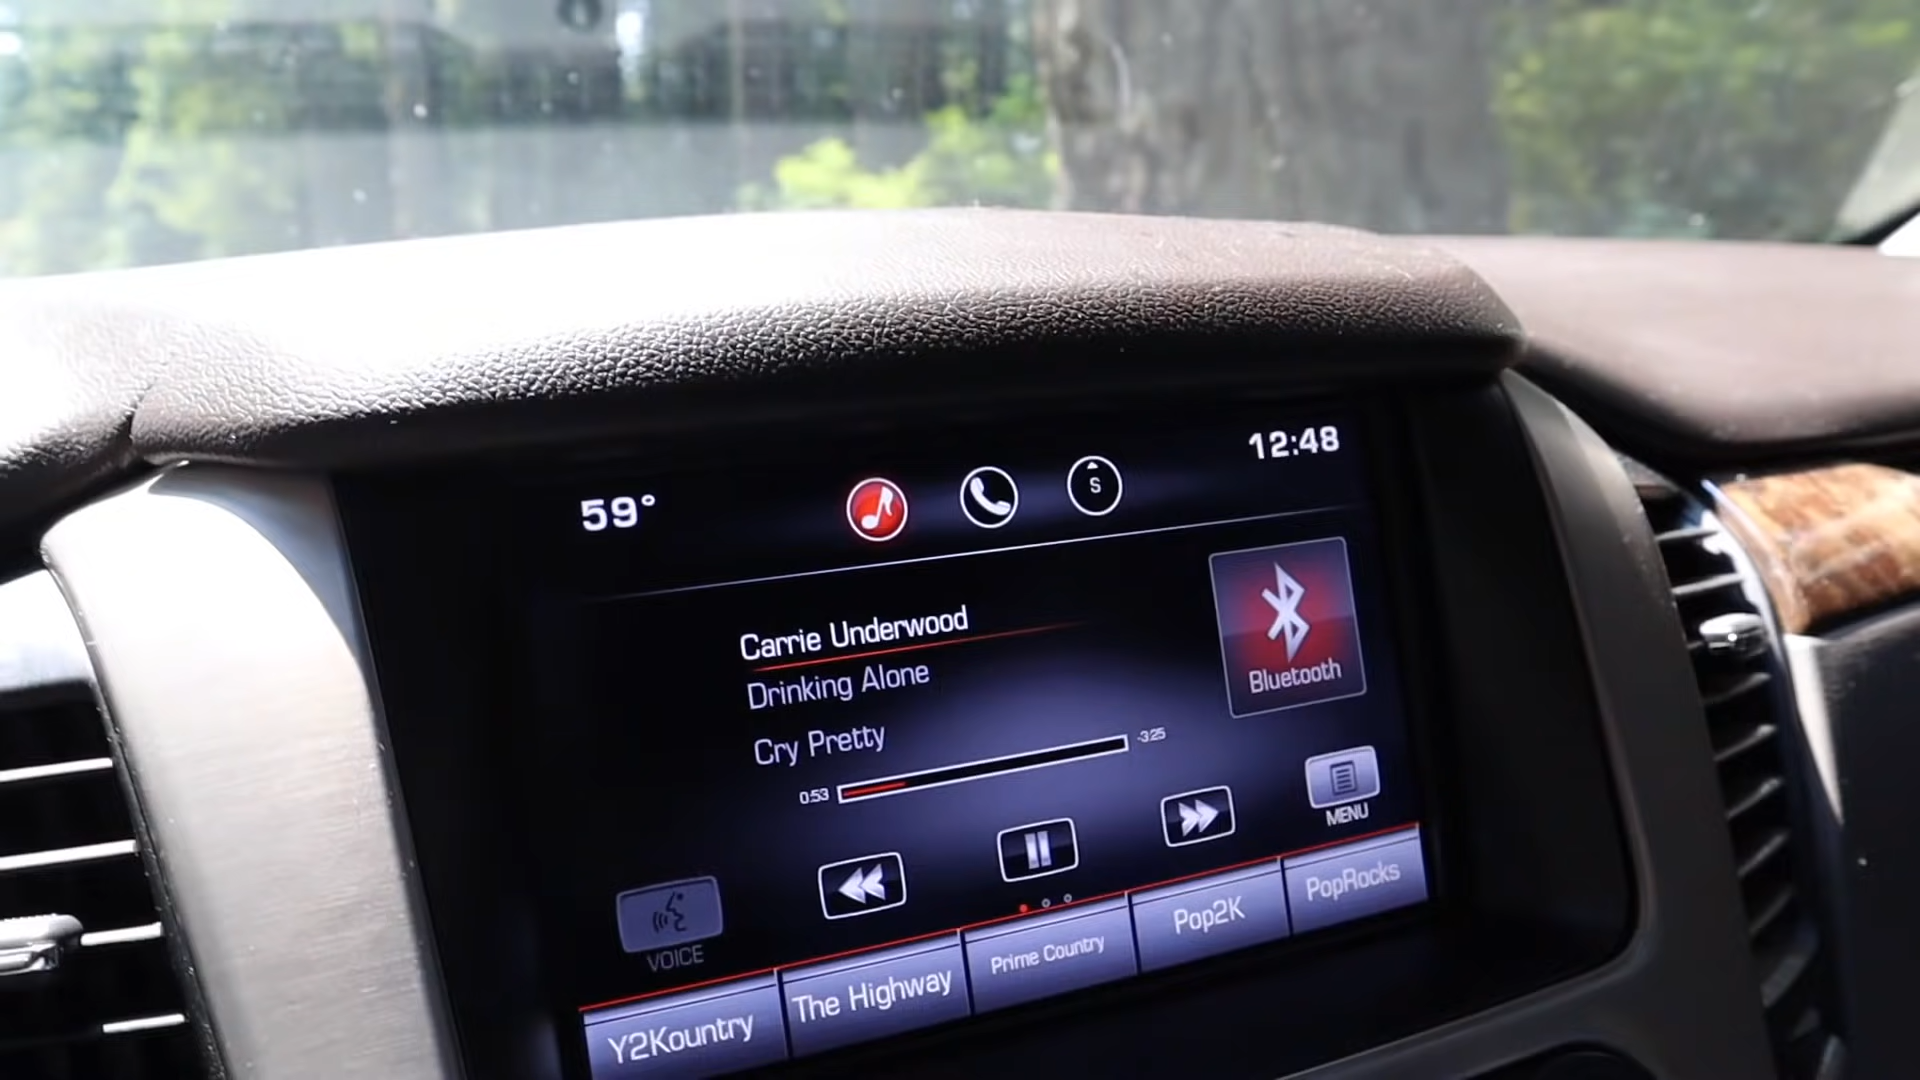 12:48
59°
S
Carrie Underwood
Drinking Alone
Cry Pretty
Bluetooth
0:53
-3:25
MENU
VOICE
Y2Kountry
The Highway
Prime Country
Pop2K
PopRocks